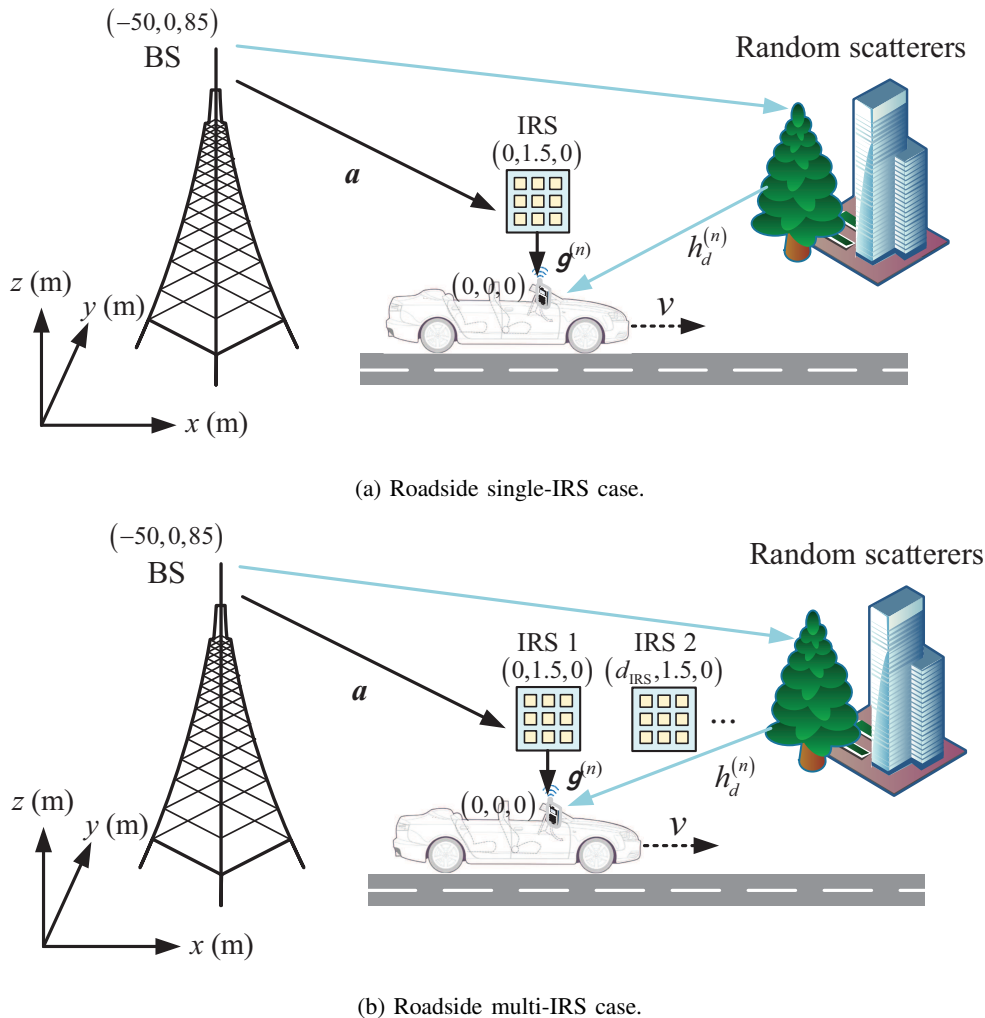 (−50,0,85)
BS
Random scatterers
IRS
(0,1.5,0)
a
g^(n)
h_d^(n)
(0,0,0)
v
z (m)
y (m)
x (m)
(a) Roadside single-IRS case.
(−50,0,85)
BS
Random scatterers
IRS 1
(0,1.5,0)
IRS 2
(d_IRS,1.5,0)
...
a
g^(n)
h_d^(n)
(0,0,0)
v
z (m)
y (m)
x (m)
(b) Roadside multi-IRS case.